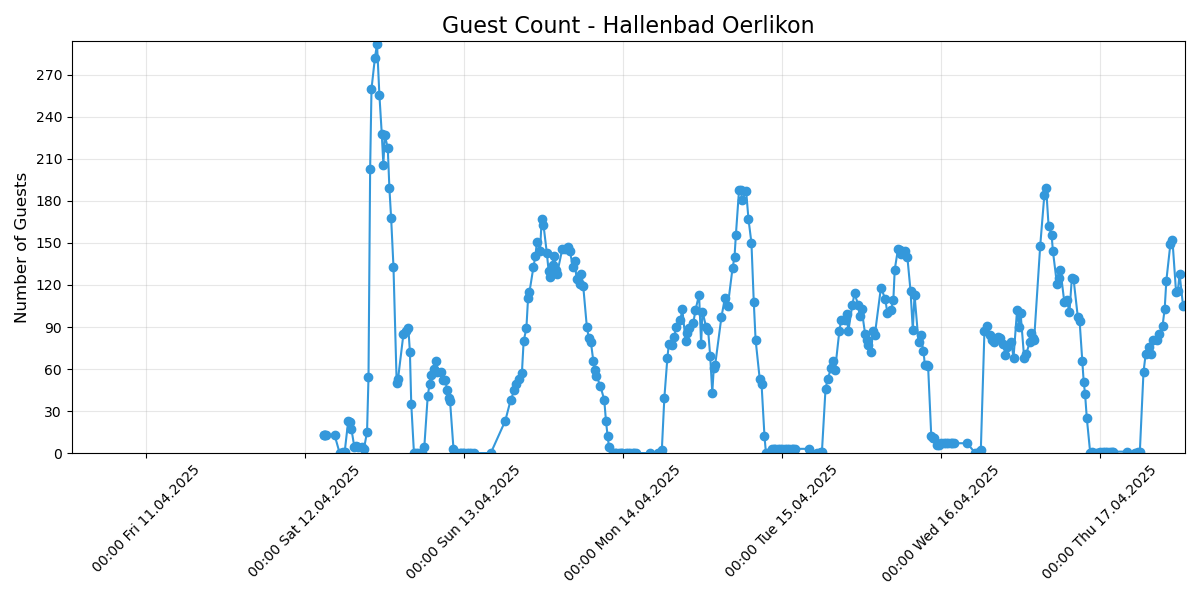 Guest Count - Hallenbad Oerlikon
Number of Guests
270
240
210
180
150
120
90
60
30
0
00:00 Fri 11.04.2025
00:00 Sat 12.04.2025
00:00 Sun 13.04.2025
00:00 Mon 14.04.2025
00:00 Tue 15.04.2025
00:00 Wed 16.04.2025
00:00 Thu 17.04.2025